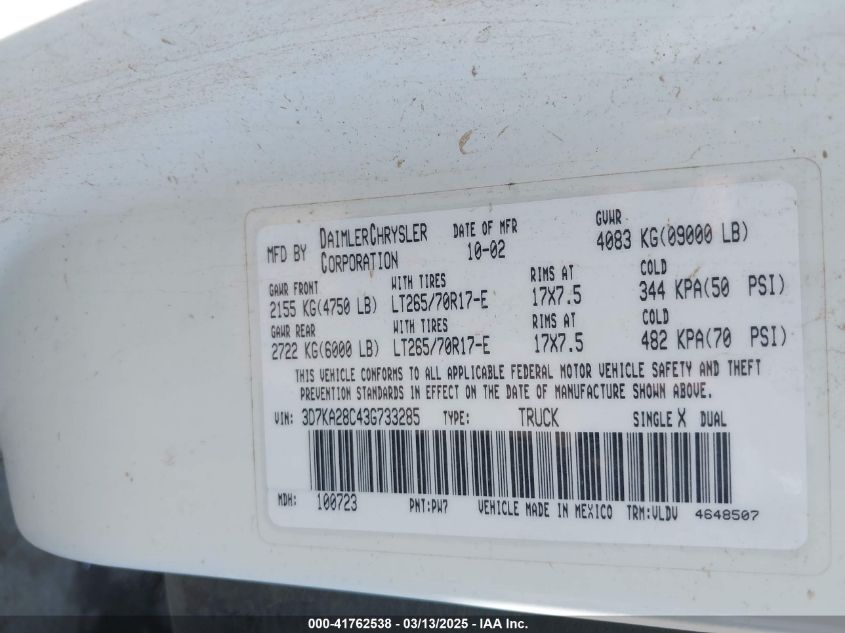 MFD BY DAIMLERCHRYSLER CORPORATION DATE OF MFR 10-02 GVWR 4083 KG(09000 LB)
GAWR FRONT WITH TIRES RIMS AT COLD
2155 KG(4750 LB) LT265/70R17-E 17X7.5 344 KPA(50 PSI)
GAWR REAR WITH TIRES RIMS AT COLD
2722 KG(6000 LB) LT265/70R17-E 17X7.5 482 KPA(70 PSI)
THIS VEHICLE CONFORMS TO ALL APPLICABLE FEDERAL MOTOR VEHICLE SAFETY AND THEFT
PREVENTION STANDARDS IN EFFECT ON THE DATE OF MANUFACTURE SHOWN ABOVE.
VIN: 3D7KA28C43G733285 TYPE: TRUCK SINGLE X DUAL
MDH: 100723 PNT:PW7 VEHICLE MADE IN MEXICO TRM:VLDV 4648507
000-41762538 - 03/13/2025 - IAAI, Inc.